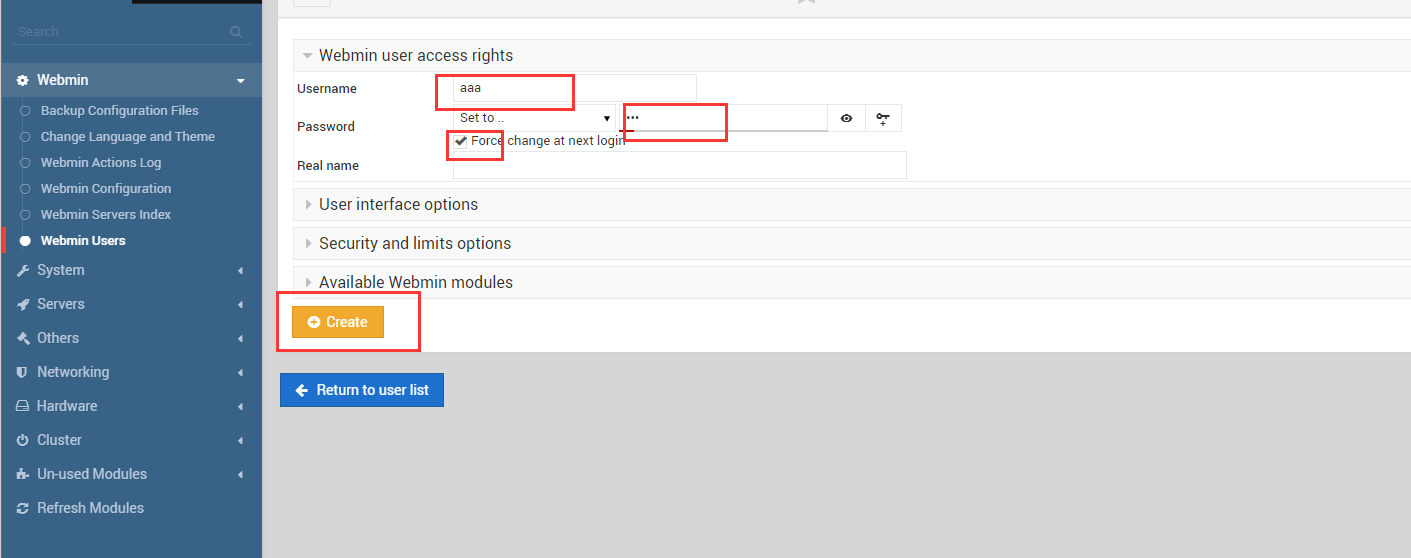 Search
Webmin
Backup Configuration Files
Change Language and Theme
Webmin Actions Log
Webmin Configuration
Webmin Servers Index
Webmin Users
System
Servers
Others
Networking
Hardware
Cluster
Un-used Modules
Refresh Modules
Webmin user access rights
Username
aaa
Password
Set to ..
•••
Force change at next login
Real name
User interface options
Security and limits options
Available Webmin modules
Create
Return to user list